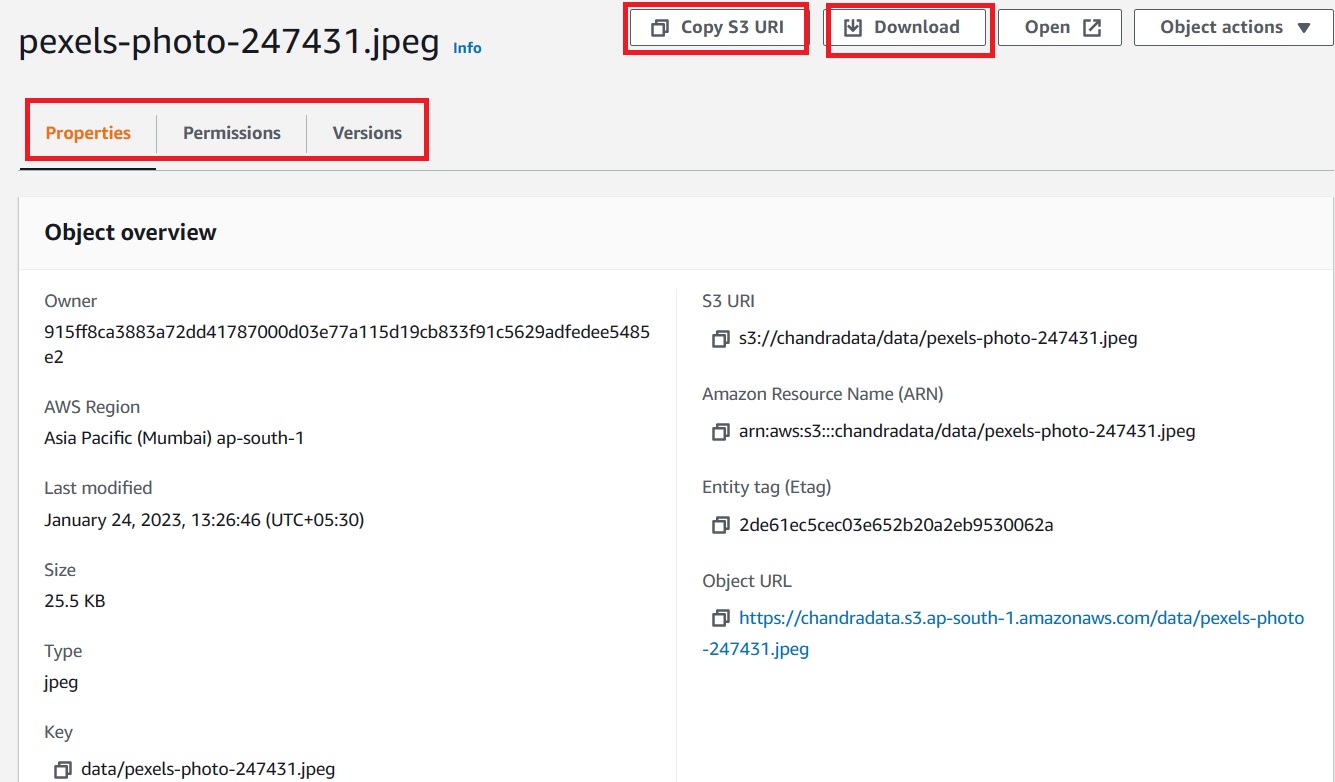 pexels-photo-247431.jpeg Info
Copy S3 URI
Download
Open
Object actions
Properties
Permissions
Versions
Object overview
Owner
915ff8ca3883a72dd41787000d03e77a115d19cb833f91c5629adfedee5485
e2
AWS Region
Asia Pacific (Mumbai) ap-south-1
Last modified
January 24, 2023, 13:26:46 (UTC+05:30)
Size
25.5 KB
Type
jpeg
Key
data/pexels-photo-247431.jpeg
S3 URI
s3://chandradata/data/pexels-photo-247431.jpeg
Amazon Resource Name (ARN)
arn:aws:s3:::chandradata/data/pexels-photo-247431.jpeg
Entity tag (Etag)
2de61ec5cec03e652b20a2eb9530062a
Object URL
https://chandradata.s3.ap-south-1.amazonaws.com/data/pexels-photo
-247431.jpeg